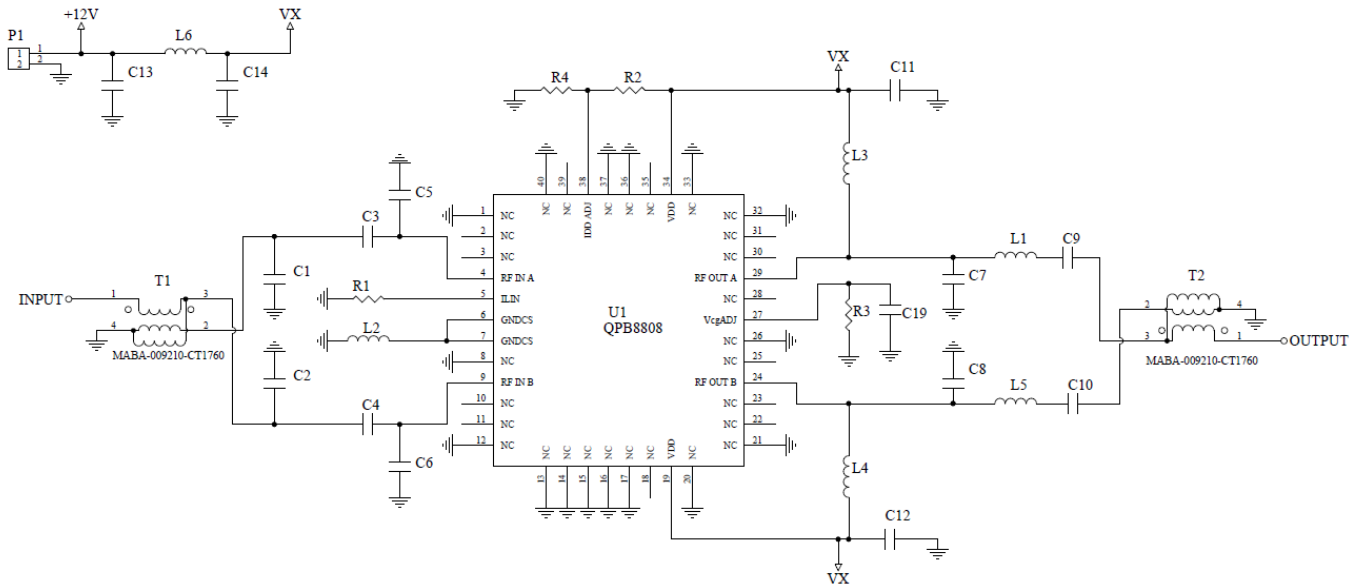 +12V
VX
P1
L6
1
2
1
2
C13
C14
VX
C11
R4
R2
L3
40
39
38
37
36
35
34
33
NC
NC
IDD ADJ
NC
NC
NC
VDD
NC
C5
C3
C1
T1
INPUT
1
3
4
2
MABA-009210-CT1760
C2
C4
C6
R1
L2
1 NC
2 NC
3 NC
4 RF IN A
5 ILIN
6 GNDCS
7 GNDCS
8 NC
9 RF IN B
10 NC
11 NC
12 NC
U1
QPB8808
NC 32
NC 31
NC 30
RF OUT A 29
NC 28
VcgADJ 27
NC 26
NC 25
RF OUT B 24
NC 23
NC 22
NC 21
L1
C9
C7
R3
C19
T2
2
4
3
1
OUTPUT
MABA-009210-CT1760
C8
L5
C10
NC
NC
NC
NC
NC
NC
VDD
NC
13
14
15
16
17
18
19
20
L4
C12
VX